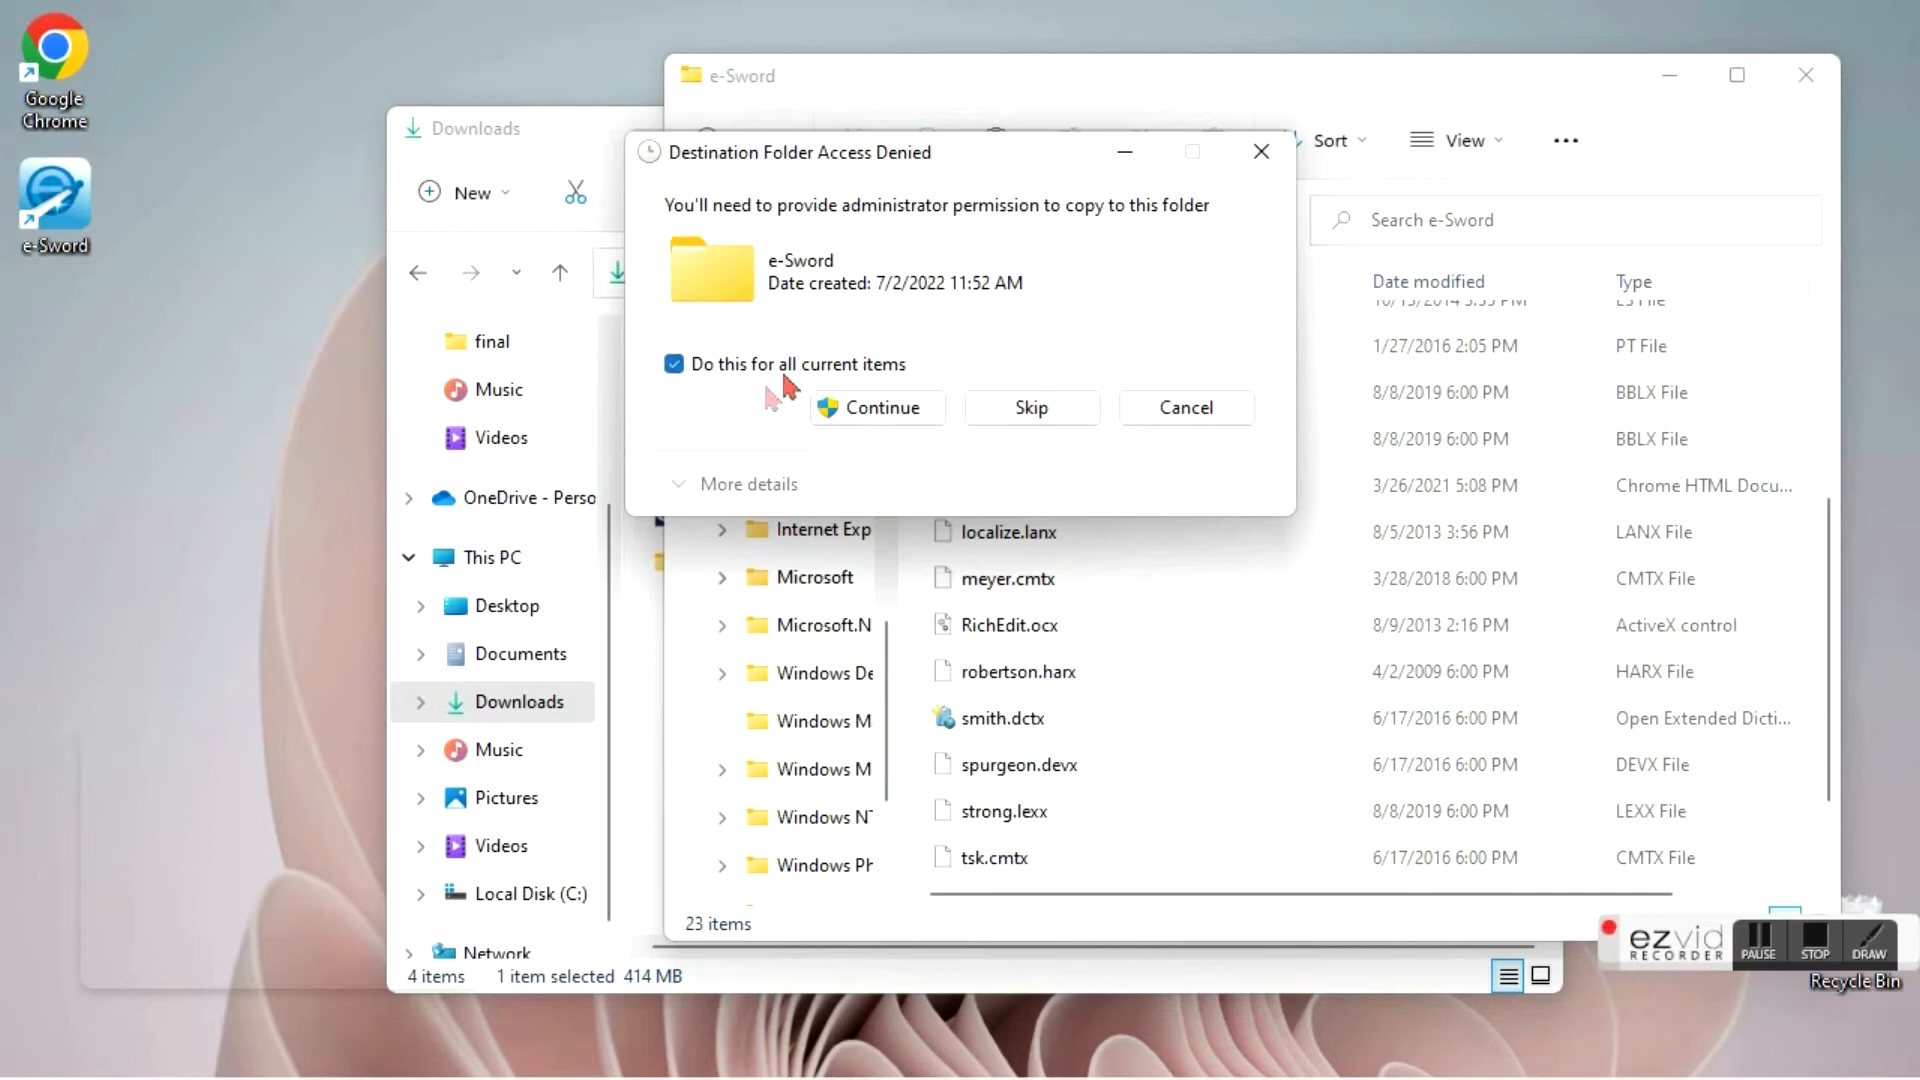 Google
Chrome
e-Sword
Downloads
New
final
Music
Videos
OneDrive - Perso
This PC
Desktop
Documents
Downloads
Music
Pictures
Videos
Local Disk (C:)
Network
4 items 1 item selected 414 MB
e-Sword
Sort View
Search e-Sword
Destination Folder Access Denied
You'll need to provide administrator permission to copy to this folder
e-Sword
Date created: 7/2/2022 11:52 AM
Do this for all current items
Continue Skip Cancel
More details
Date modified Type
1/27/2016 2:05 PM PT File
8/8/2019 6:00 PM BBLX File
8/8/2019 6:00 PM BBLX File
3/26/2021 5:08 PM Chrome HTML Docu...
Internet Exp
Microsoft
Microsoft.N
Windows De
Windows M
Windows M
Windows N
Windows Ph
localize.lanx 8/5/2013 3:56 PM LANX File
meyer.cmtx 3/28/2018 6:00 PM CMTX File
RichEdit.ocx 8/9/2013 2:16 PM ActiveX control
robertson.harx 4/2/2009 6:00 PM HARX File
smith.dctx 6/17/2016 6:00 PM Open Extended Dicti...
spurgeon.devx 6/17/2016 6:00 PM DEVX File
strong.lexx 8/8/2019 6:00 PM LEXX File
tsk.cmtx 6/17/2016 6:00 PM CMTX File
23 items
ezvid
RECORDER
PAUSE STOP DRAW
Recycle Bin